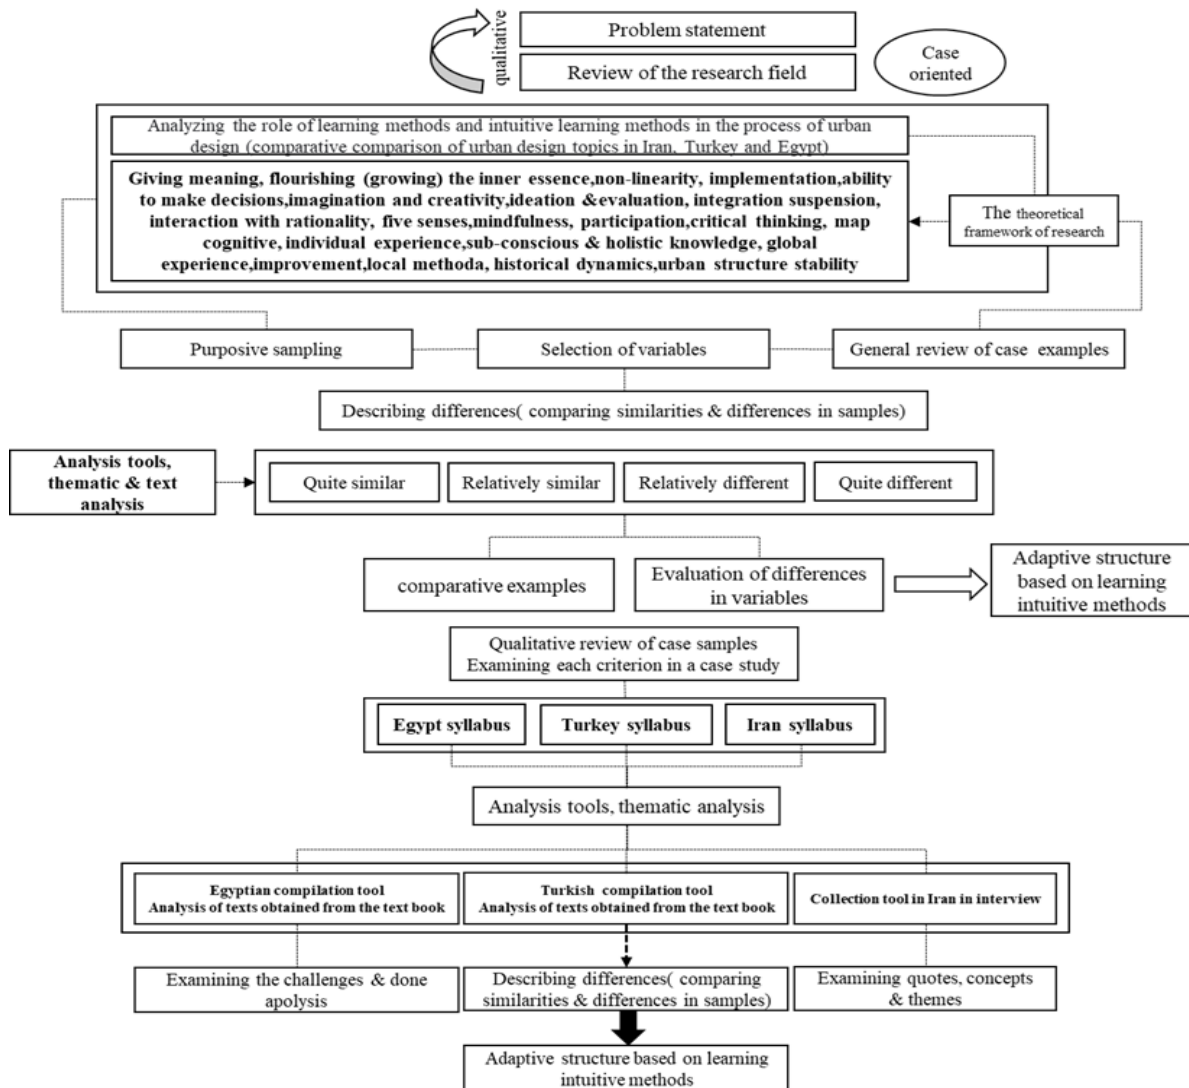 qualitative
Problem statement
Review of the research field
Case
oriented
Analyzing the role of learning methods and intuitive learning methods in the process of urban
design (comparative comparison of urban design topics in Iran, Turkey and Egypt)
Giving meaning, flourishing (growing) the inner essence,non-linearity, implementation,ability
to make decisions,imagination and creativity,ideation &evaluation, integration suspension,
interaction with rationality, five senses,mindfulness, participation,critical thinking, map
cognitive, individual experience,sub-conscious & holistic knowledge, global
experience,improvement,local methoda, historical dynamics,urban structure stability
The theoretical
framework of research
Purposive sampling
Selection of variables
General review of case examples
Describing differences( comparing similarities & differences in samples)
Analysis tools,
thematic & text
analysis
Quite similar
Relatively similar
Relatively different
Quite different
comparative examples
Evaluation of differences
in variables
Adaptive structure
based on learning
intuitive methods
Qualitative review of case samples
Examining each criterion in a case study
Egypt syllabus
Turkey syllabus
Iran syllabus
Analysis tools, thematic analysis
Egyptian compilation tool
Analysis of texts obtained from the text book
Turkish compilation tool
Analysis of texts obtained from the text book
Collection tool in Iran in interview
Examining the challenges & done
apolysis
Describing differences( comparing
similarities & differences in samples)
Examining quotes, concepts
& themes
Adaptive structure based on learning
intuitive methods